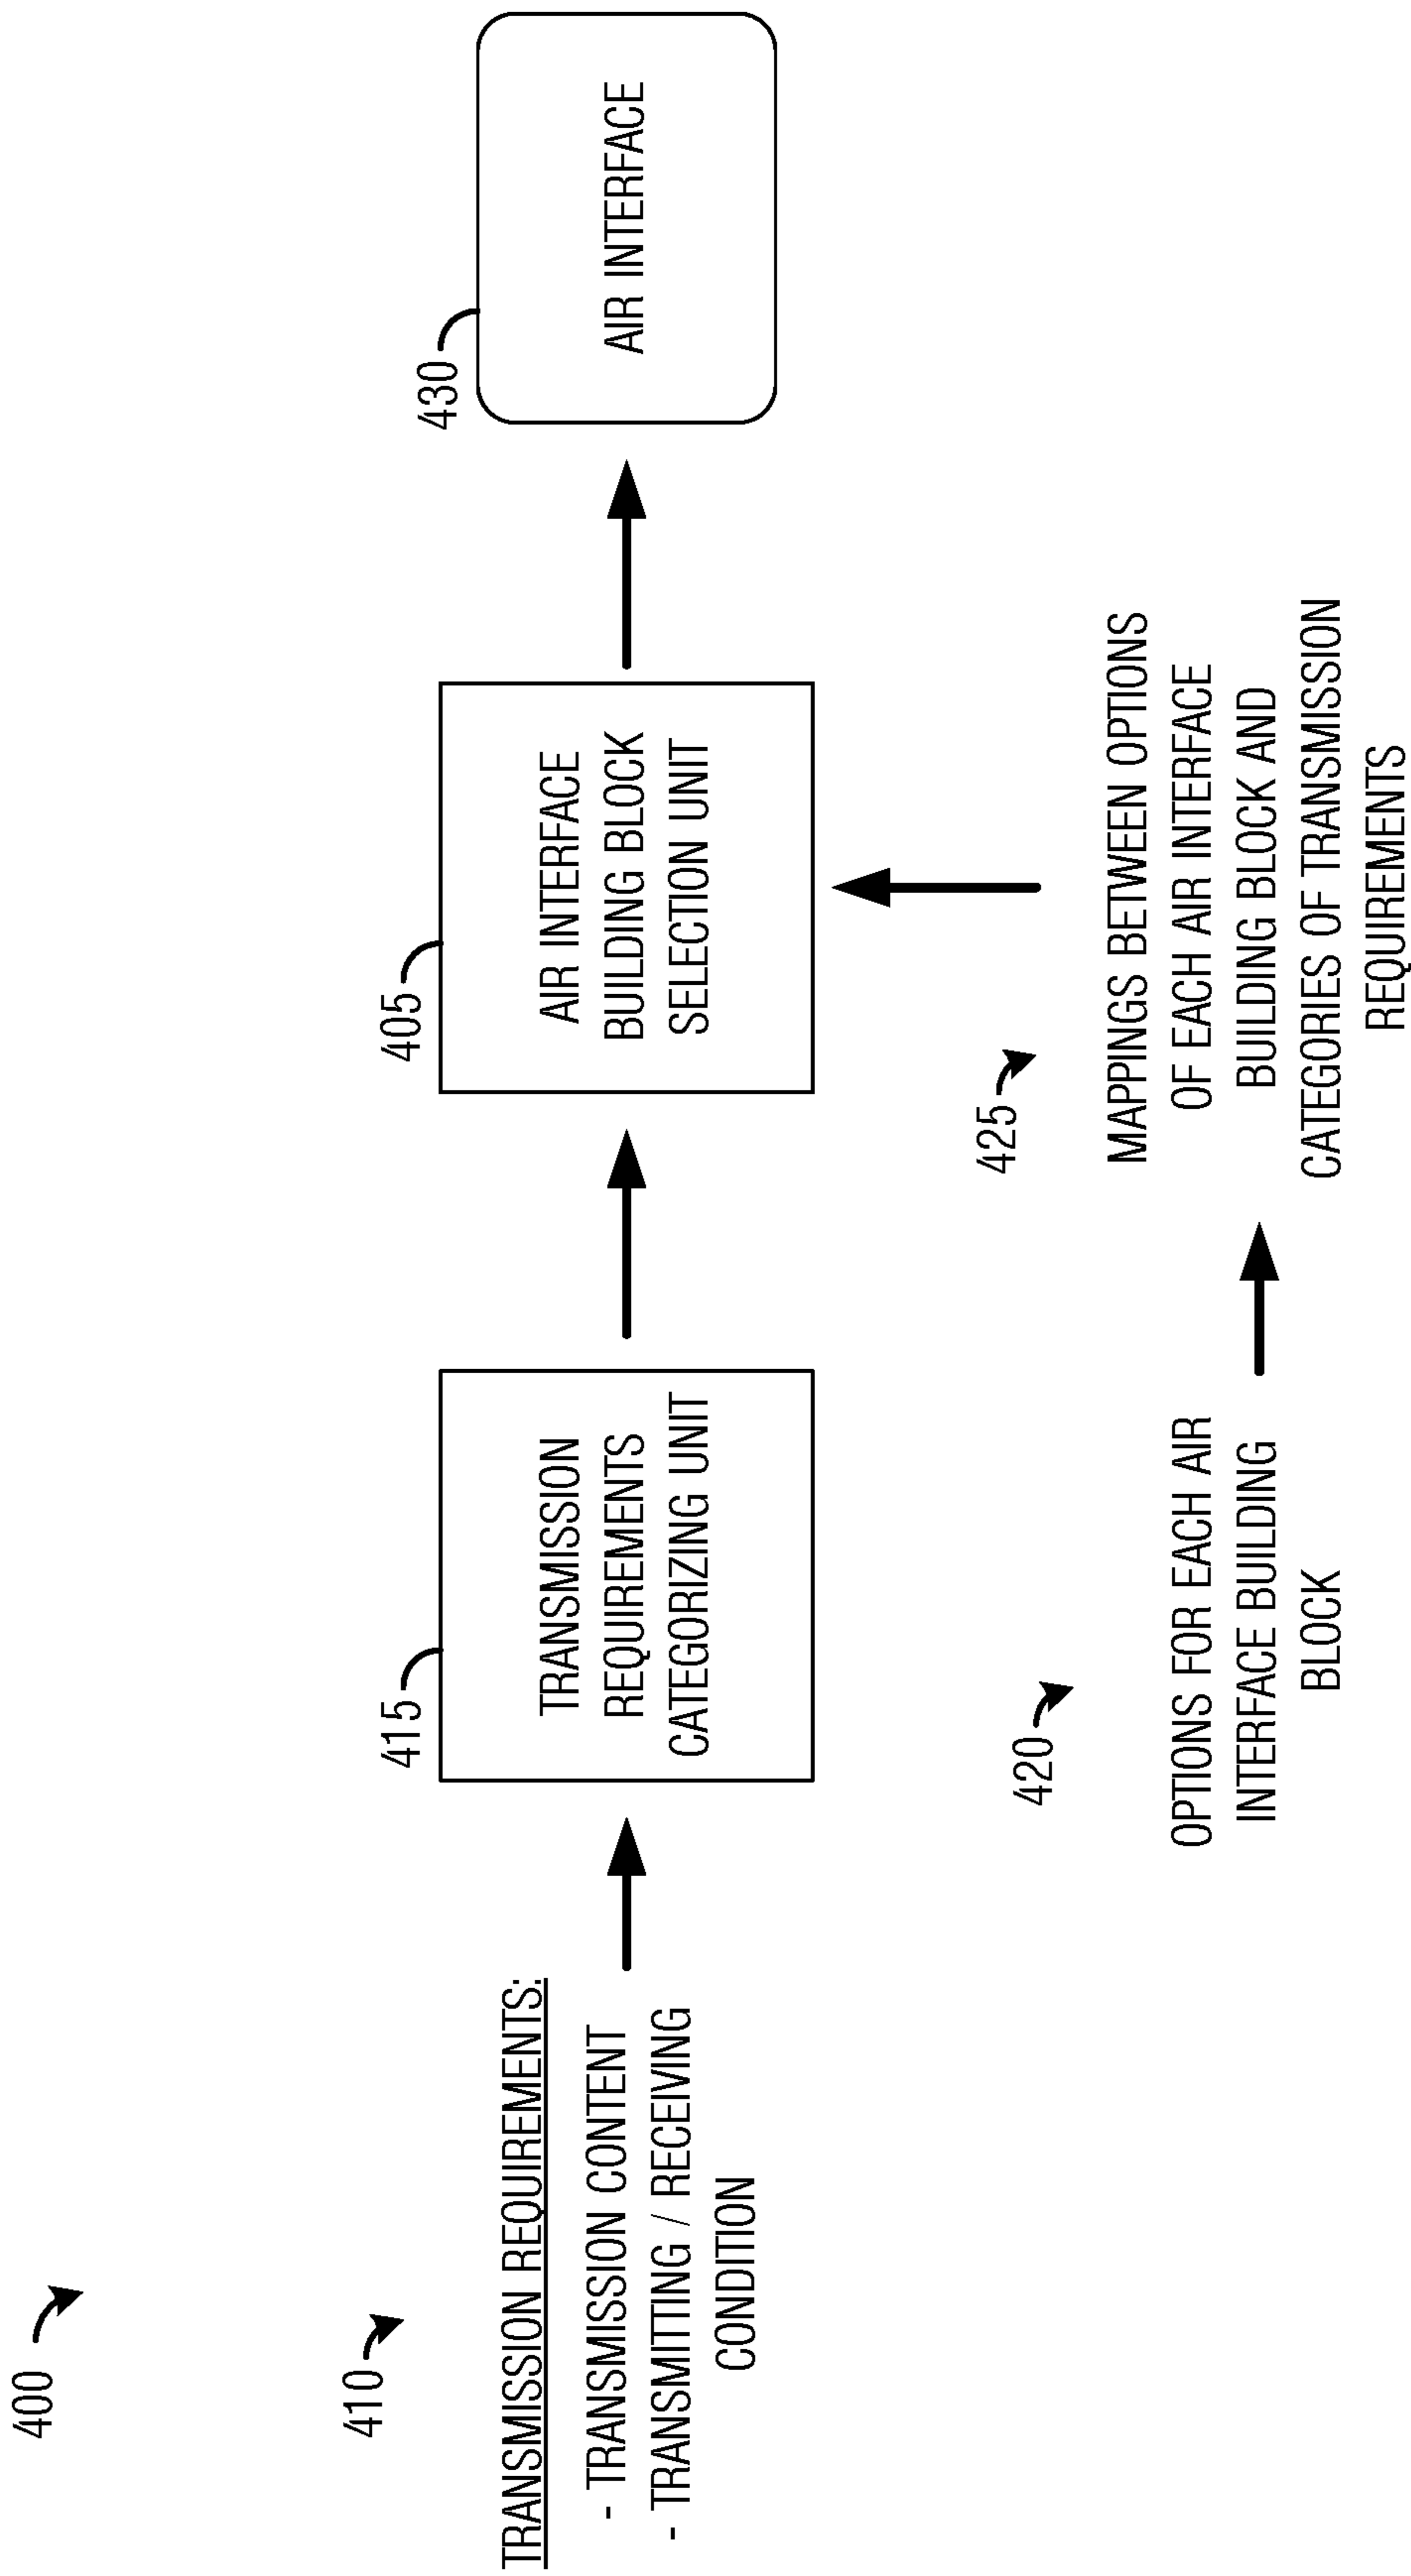 400
410
TRANSMISSION REQUIREMENTS:
- TRANSMISSION CONTENT
- TRANSMITTING / RECEIVING
CONDITION
415
TRANSMISSION
REQUIREMENTS
CATEGORIZING UNIT
405
AIR INTERFACE
BUILDING BLOCK
SELECTION UNIT
430
AIR INTERFACE
420
OPTIONS FOR EACH AIR
INTERFACE BUILDING
BLOCK
425
MAPPINGS BETWEEN OPTIONS
OF EACH AIR INTERFACE
BUILDING BLOCK AND
CATEGORIES OF TRANSMISSION
REQUIREMENTS